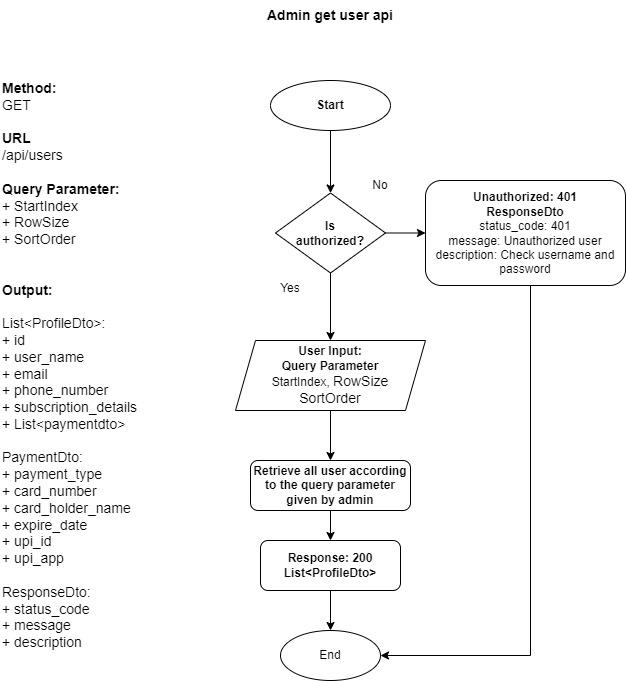 Admin get user api
Method:
GET
URL
/api/users
Query Parameter:
+ StartIndex
+ RowSize
+ SortOrder
Output:
List<ProfileDto>:
+ id
+ user_name
+ email
+ phone_number
+ subscription_details
+ List<paymentdto>
PaymentDto:
+ payment_type
+ card_number
+ card_holder_name
+ expire_date
+ upi_id
+ upi_app
ResponseDto:
+ status_code
+ message
+ description
Start
Is
authorized?
No
Unauthorized: 401
ResponseDto
status_code: 401
message: Unauthorized user
description: Check username and
password
Yes
User Input:
Query Parameter
StartIndex, RowSize
SortOrder
Retrieve all user according
to the query parameter
given by admin
Response: 200
List<ProfileDto>
End